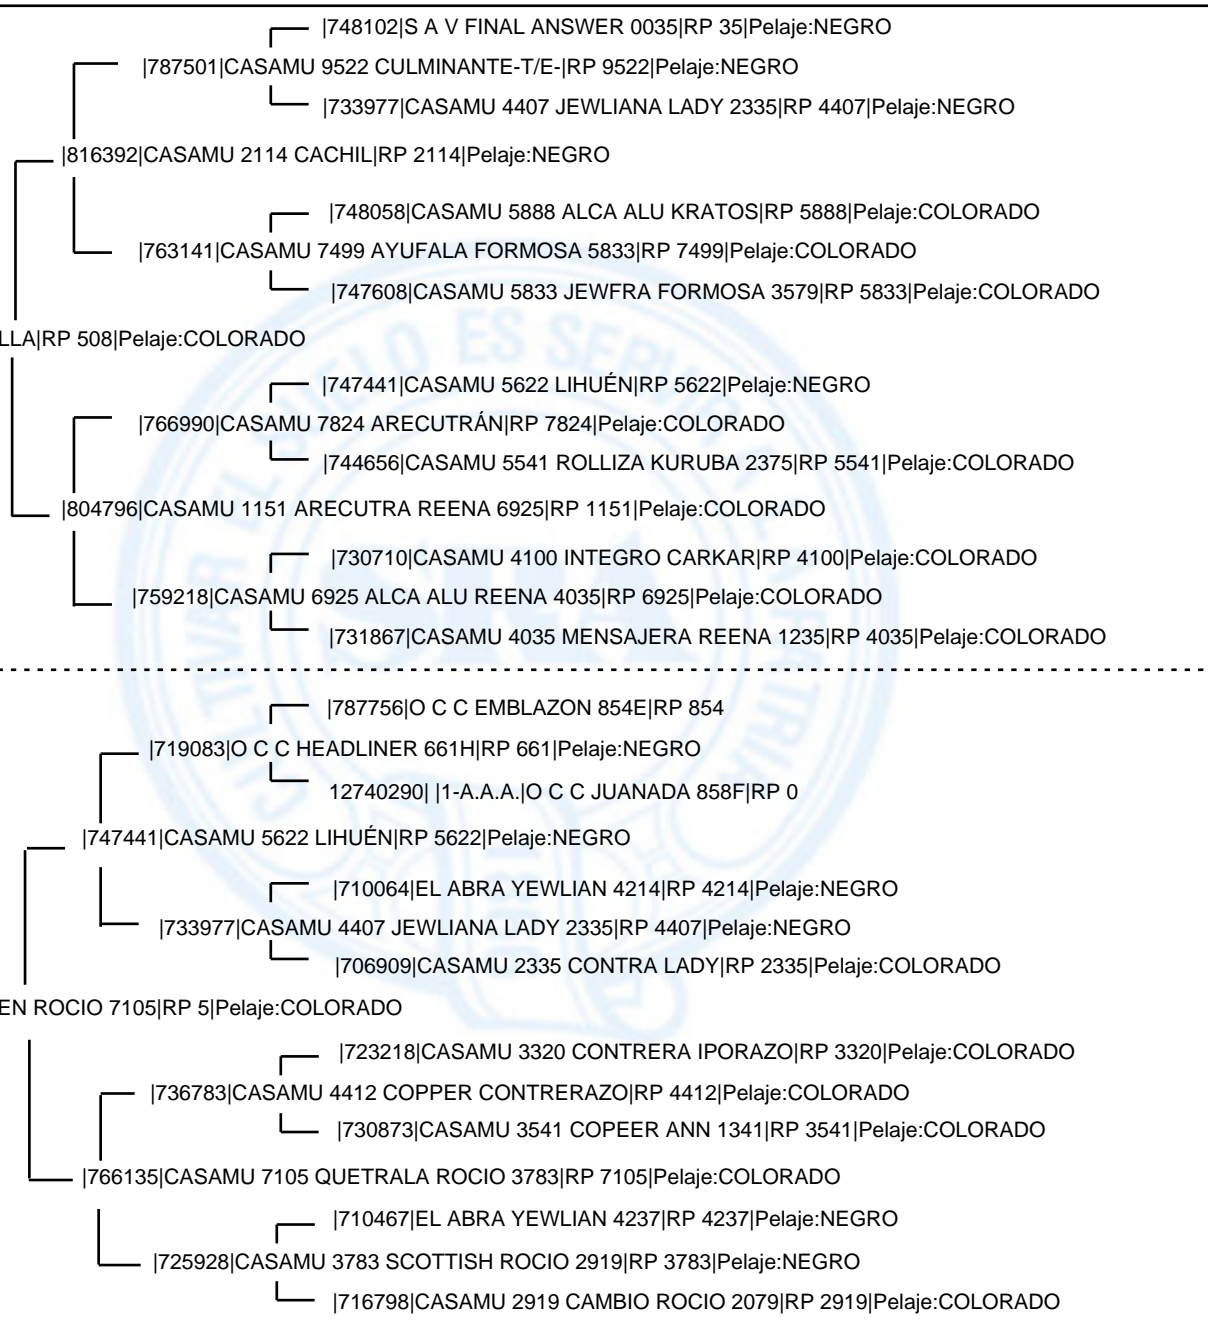 |748102|S A V FINAL ANSWER 0035|RP 35|Pelaje:NEGRO
|787501|CASAMU 9522 CULMINANTE-T/E-|RP 9522|Pelaje:NEGRO
|733977|CASAMU 4407 JEWLIANA LADY 2335|RP 4407|Pelaje:NEGRO
|816392|CASAMU 2114 CACHIL|RP 2114|Pelaje:NEGRO
|748058|CASAMU 5888 ALCA ALU KRATOS|RP 5888|Pelaje:COLORADO
|763141|CASAMU 7499 AYUFALA FORMOSA 5833|RP 7499|Pelaje:COLORADO
|747608|CASAMU 5833 JEWFRA FORMOSA 3579|RP 5833|Pelaje:COLORADO
LLA|RP 508|Pelaje:COLORADO
|747441|CASAMU 5622 LIHUÉN|RP 5622|Pelaje:NEGRO
|766990|CASAMU 7824 ARECUTRÁN|RP 7824|Pelaje:COLORADO
|744656|CASAMU 5541 ROLLIZA KURUBA 2375|RP 5541|Pelaje:COLORADO
|804796|CASAMU 1151 ARECUTRA REENA 6925|RP 1151|Pelaje:COLORADO
|730710|CASAMU 4100 INTEGRO CARKAR|RP 4100|Pelaje:COLORADO
|759218|CASAMU 6925 ALCA ALU REENA 4035|RP 6925|Pelaje:COLORADO
|731867|CASAMU 4035 MENSAJERA REENA 1235|RP 4035|Pelaje:COLORADO
|787756|O C C EMBLAZON 854E|RP 854
|719083|O C C HEADLINER 661H|RP 661|Pelaje:NEGRO
12740290| |1-A.A.A.|O C C JUANADA 858F|RP 0
|747441|CASAMU 5622 LIHUÉN|RP 5622|Pelaje:NEGRO
|710064|EL ABRA YEWLIAN 4214|RP 4214|Pelaje:NEGRO
|733977|CASAMU 4407 JEWLIANA LADY 2335|RP 4407|Pelaje:NEGRO
|706909|CASAMU 2335 CONTRA LADY|RP 2335|Pelaje:COLORADO
EN ROCIO 7105|RP 5|Pelaje:COLORADO
|723218|CASAMU 3320 CONTRERA IPORAZO|RP 3320|Pelaje:COLORADO
|736783|CASAMU 4412 COPPER CONTRERAZO|RP 4412|Pelaje:COLORADO
|730873|CASAMU 3541 COPEER ANN 1341|RP 3541|Pelaje:COLORADO
|766135|CASAMU 7105 QUETRALA ROCIO 3783|RP 7105|Pelaje:COLORADO
|710467|EL ABRA YEWLIAN 4237|RP 4237|Pelaje:NEGRO
|725928|CASAMU 3783 SCOTTISH ROCIO 2919|RP 3783|Pelaje:NEGRO
|716798|CASAMU 2919 CAMBIO ROCIO 2079|RP 2919|Pelaje:COLORADO